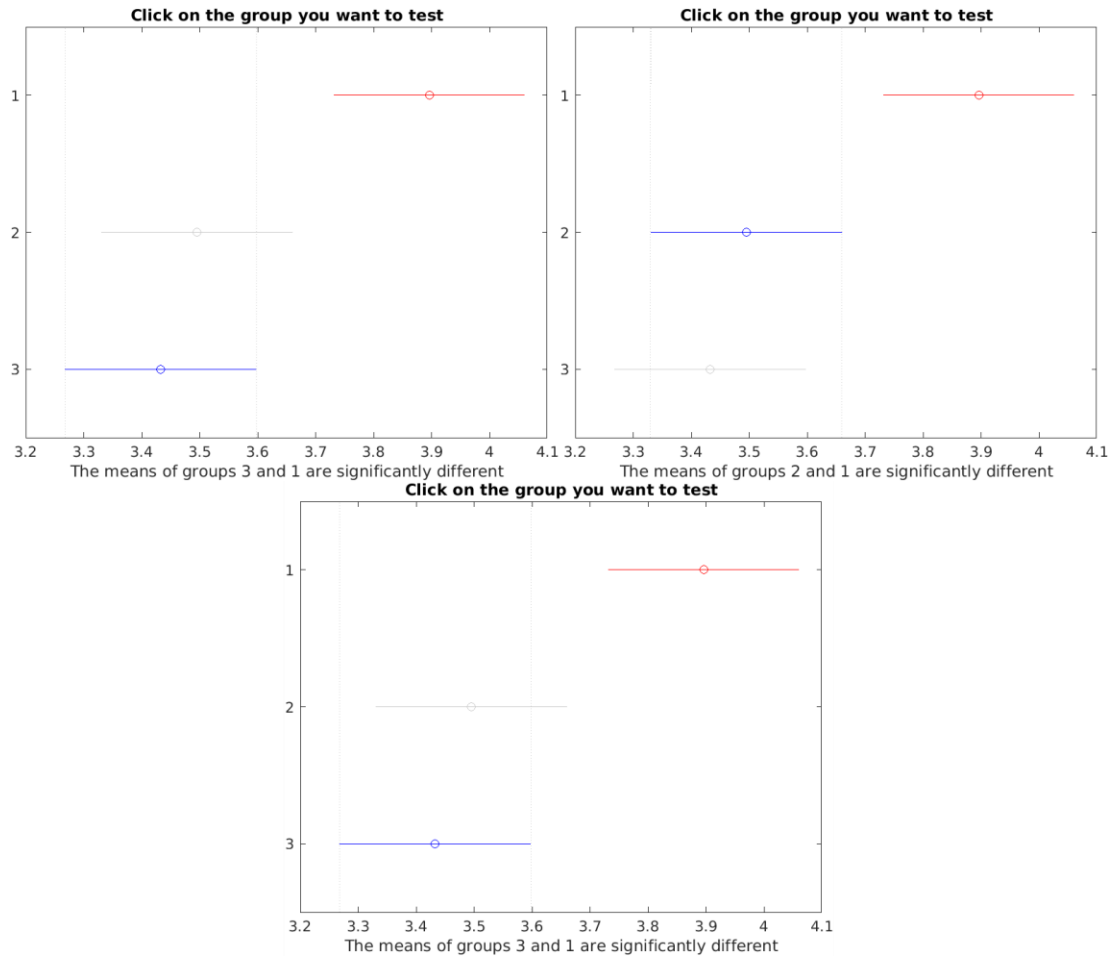 Click on the group you want to test
1
2
3
3.2 3.3 3.4 3.5 3.6 3.7 3.8 3.9 4 4.1
The means of groups 3 and 1 are significantly different
Click on the group you want to test
3.2 3.3 3.4 3.5 3.6 3.7 3.8 3.9 4 4.1
1
2
3
The means of groups 2 and 1 are significantly different
Click on the group you want to test
1
2
3
3.2 3.3 3.4 3.5 3.6 3.7 3.8 3.9 4 4.1
The means of groups 3 and 1 are significantly different